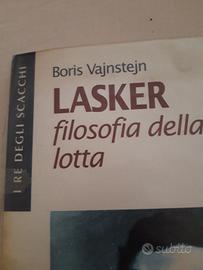 I RE DEGLI SCACCHI
Boris Vajnstejn
LASKER
filosofia della
lotta
subito